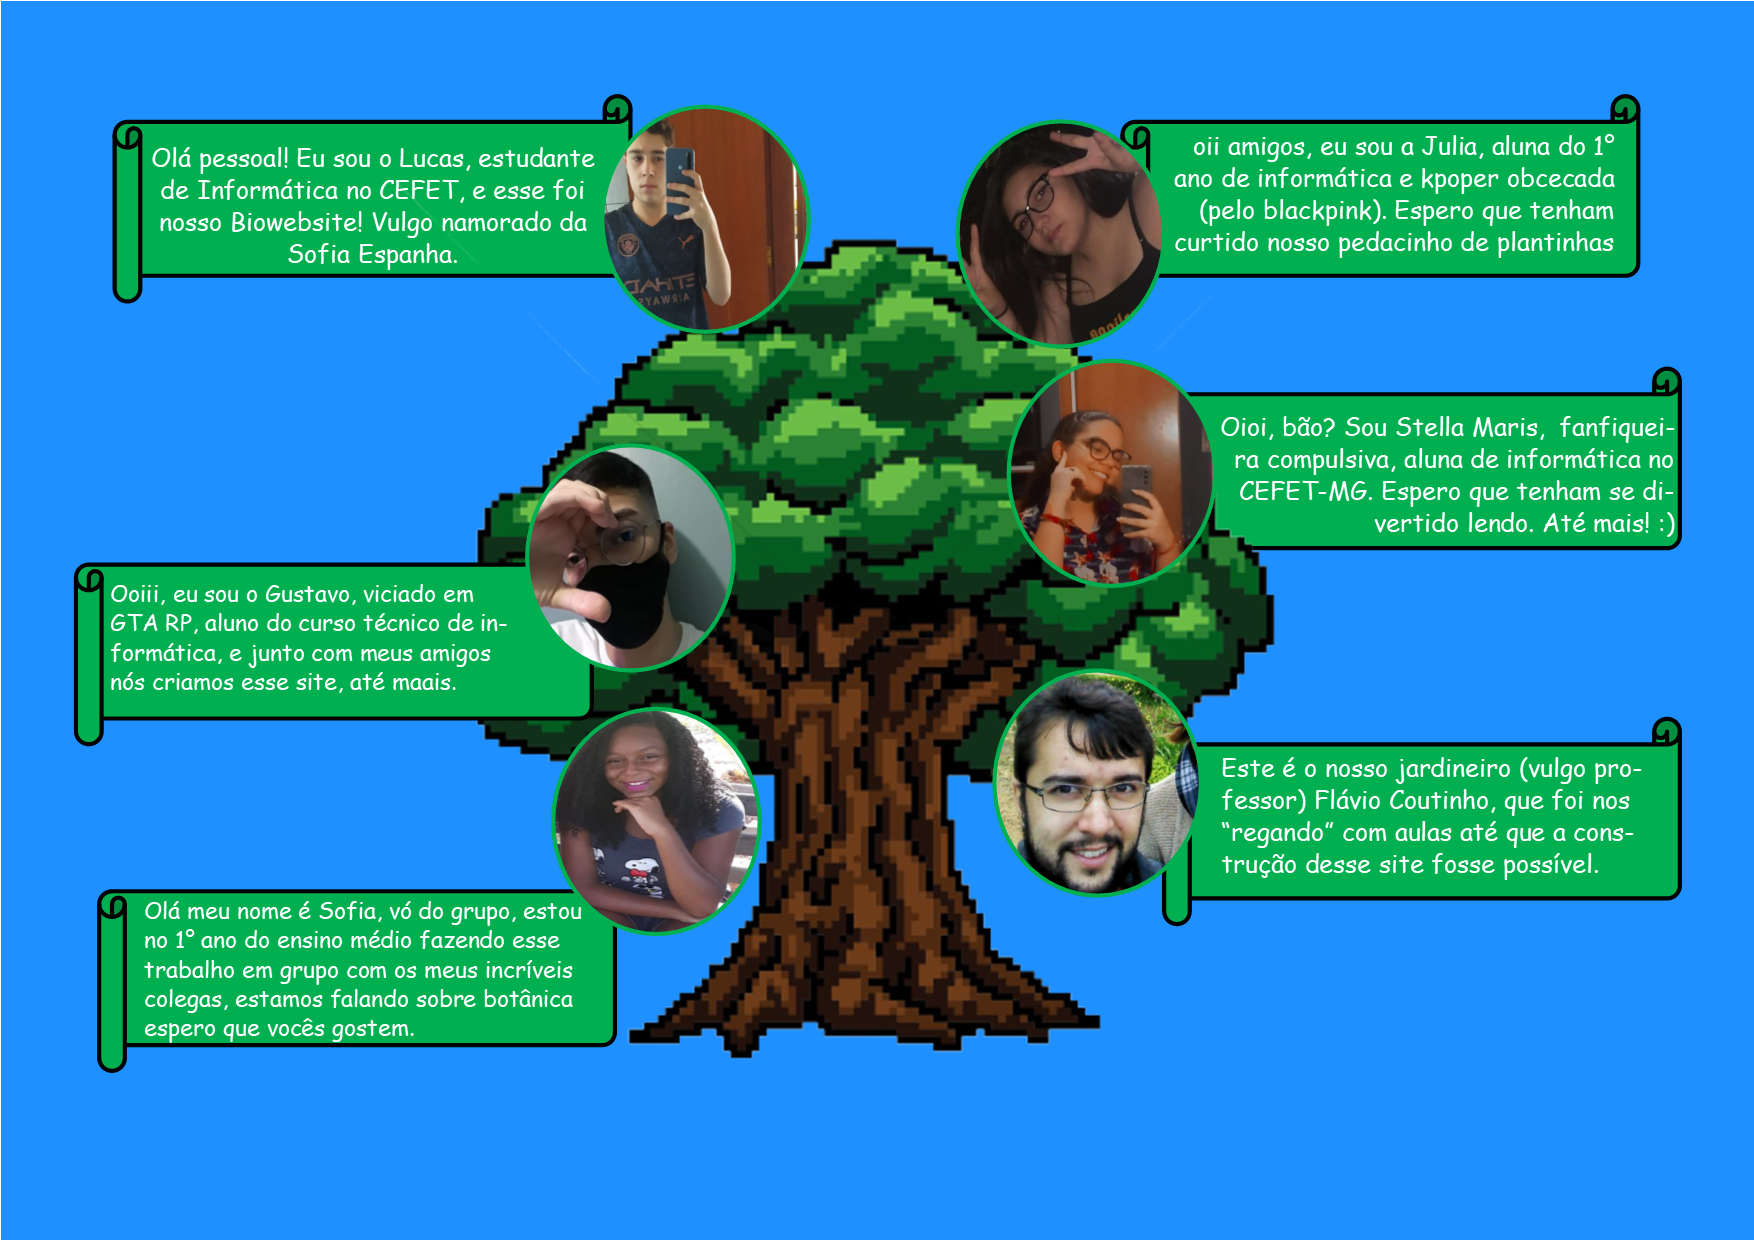 Olá pessoal! Eu sou o Lucas, estudante
de Informática no CEFET, e esse foi
nosso Biowebsite! Vulgo namorado da
Sofia Espanha.
oii amigos, eu sou a Julia, aluna do 1°
ano de informática e kpoper obcecada
(pelo blackpink). Espero que tenham
curtido nosso pedacinho de plantinhas
Oioi, bão? Sou Stella Maris,  fanfiquei-
ra compulsiva, aluna de informática no
CEFET-MG. Espero que tenham se di-
vertido lendo. Até mais! :)
Ooiii, eu sou o Gustavo, viciado em
GTA RP, aluno do curso técnico de in-
formática, e junto com meus amigos
nós criamos esse site, até maais.
Este é o nosso jardineiro (vulgo pro-
fessor) Flávio Coutinho, que foi nos
“regando” com aulas até que a cons-
trução desse site fosse possível.
Olá meu nome é Sofia, vó do grupo, estou
no 1° ano do ensino médio fazendo esse
trabalho em grupo com os meus incríveis
colegas, estamos falando sobre botânica
espero que vocês gostem.